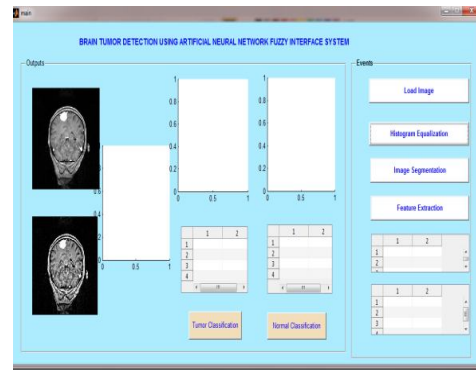 main
BRAIN TUMOR DETECTION USING ARTIFICIAL NEURAL NETWORK FUZZY INTERFACE SYSTEM
Outputs
Events
Load Image
Histogram Equalization
Image Segmentation
Feature Extraction
1
0.8
0.6
0.4
0.2
0
0 0.5 1
1
0.8
0.6
0.4
0.2
0
0 0.5 1
0.6
0.4
0.2
0
0 0.5 1
1 2
1
2
3
4
1 2
1
2
3
4
1 2
1
2
1 2
1
2
3
4
Tumor Classification
Normal Classification